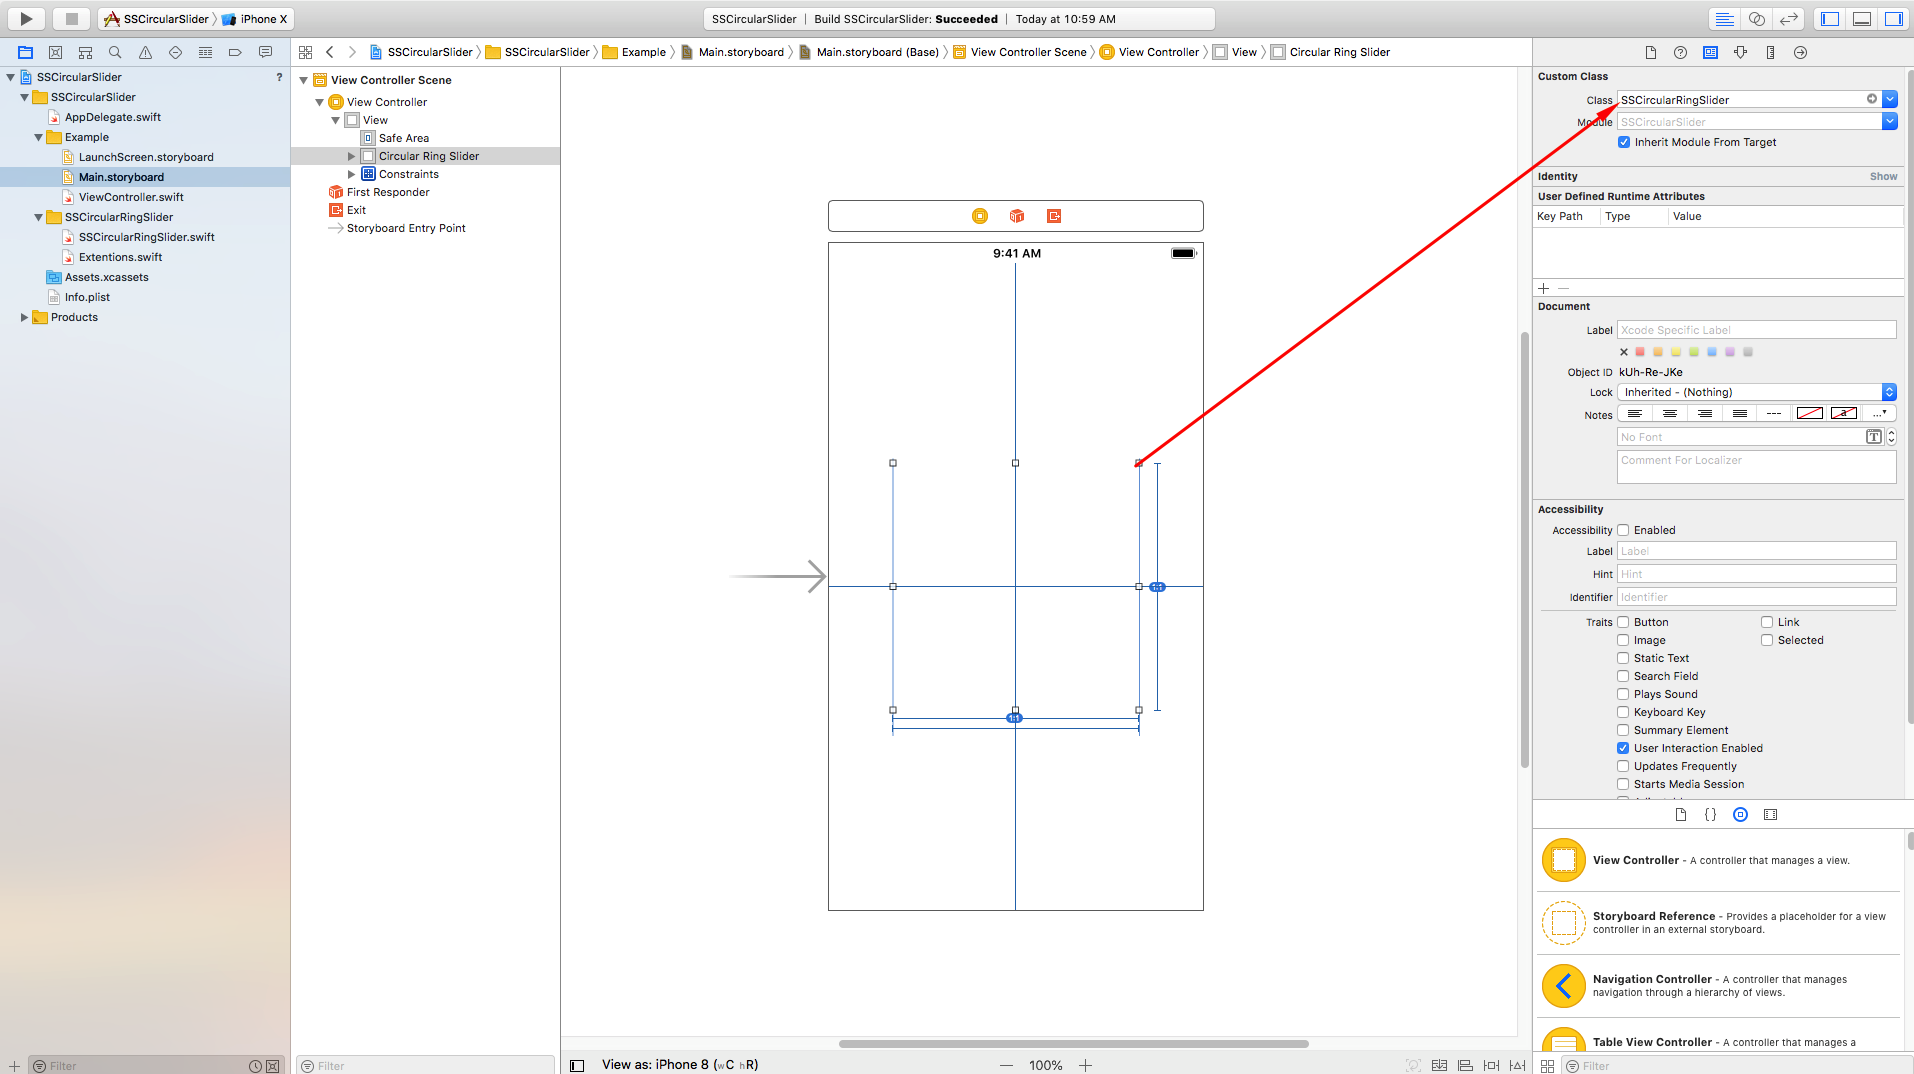 SSCircularSlider iPhone X
SSCircularSlider Build SSCircularSlider: Succeeded Today at 10:59 AM
SSCircularSlider SSCircularSlider Example Main.storyboard Main.storyboard (Base) View Controller Scene View Controller View Circular Ring Slider
SSCircularSlider ?
SSCircularSlider
AppDelegate.swift
Example
LaunchScreen.storyboard
Main.storyboard
ViewController.swift
SSCircularRingSlider
SSCircularRingSlider.swift
Extentions.swift
Assets.xcassets
Info.plist
Products
Filter
View Controller Scene
View Controller
View
Safe Area
Circular Ring Slider
Constraints
First Responder
Exit
Storyboard Entry Point
Filter
9:41 AM
1:1
1:1
View as: iPhone 8 (wC hR)
100%
Custom Class
Class SSCircularRingSlider
Module SSCircularSlider
Inherit Module From Target
Identity Show
User Defined Runtime Attributes
Key Path Type Value
Document
Label Xcode Specific Label
Object ID kUh-Re-JKe
Lock Inherited - (Nothing)
Notes
No Font
Comment For Localizer
Accessibility
Accessibility Enabled
Label Label
Hint Hint
Identifier Identifier
Traits Button Link
Image Selected
Static Text
Search Field
Plays Sound
Keyboard Key
Summary Element
User Interaction Enabled
Updates Frequently
Starts Media Session
View Controller - A controller that manages a view.
Storyboard Reference - Provides a placeholder for a view
controller in an external storyboard.
Navigation Controller - A controller that manages
navigation through a hierarchy of views.
Table View Controller - A controller that manages a
Filter